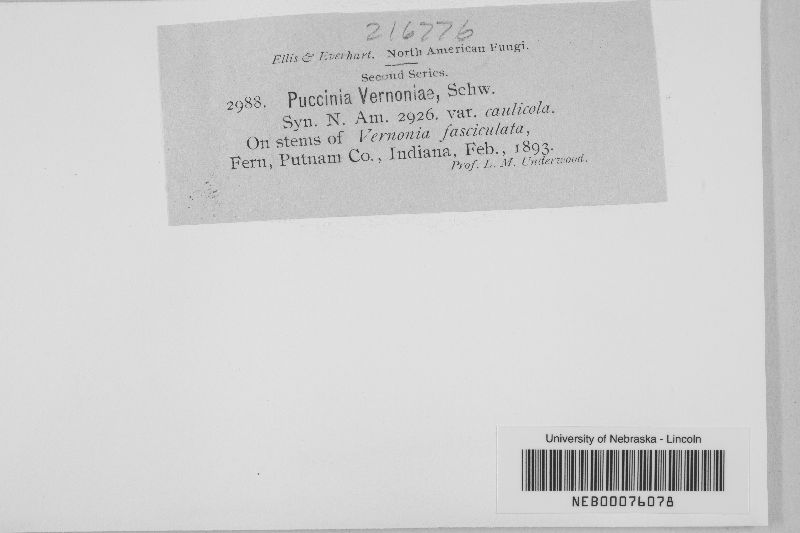 216776
Ellis & Everhart. North American Fungi.
Second Series.
2988. Puccinia Vernoniae, Schw.
Syn. N. Am. 2926. var. caulicola.
On stems of Vernonia fasciculata,
Fern, Putnam Co., Indiana, Feb., 1893.
Prof. L. M. Underwood.
University of Nebraska - Lincoln
NEB00076078